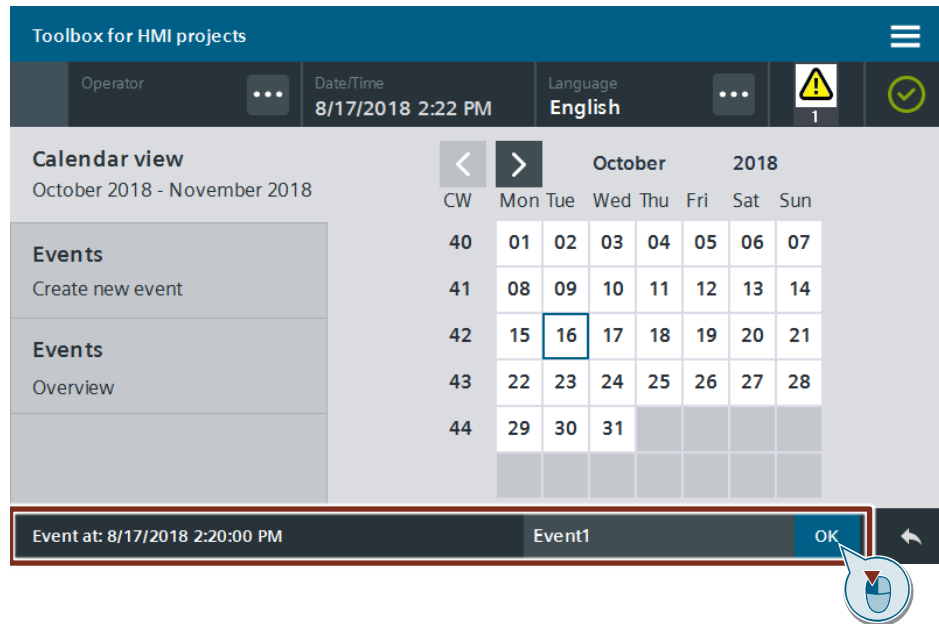 Toolbox for HMI projects
Operator ... Date/Time Language ...
8/17/2018 2:22 PM English
1
Calendar view
October 2018 - November 2018
October 2018
CW Mon Tue Wed Thu Fri Sat Sun
40 01 02 03 04 05 06 07
41 08 09 10 11 12 13 14
42 15 16 17 18 19 20 21
43 22 23 24 25 26 27 28
44 29 30 31
Events
Create new event
Events
Overview
Event at: 8/17/2018 2:20:00 PM Event1 OK